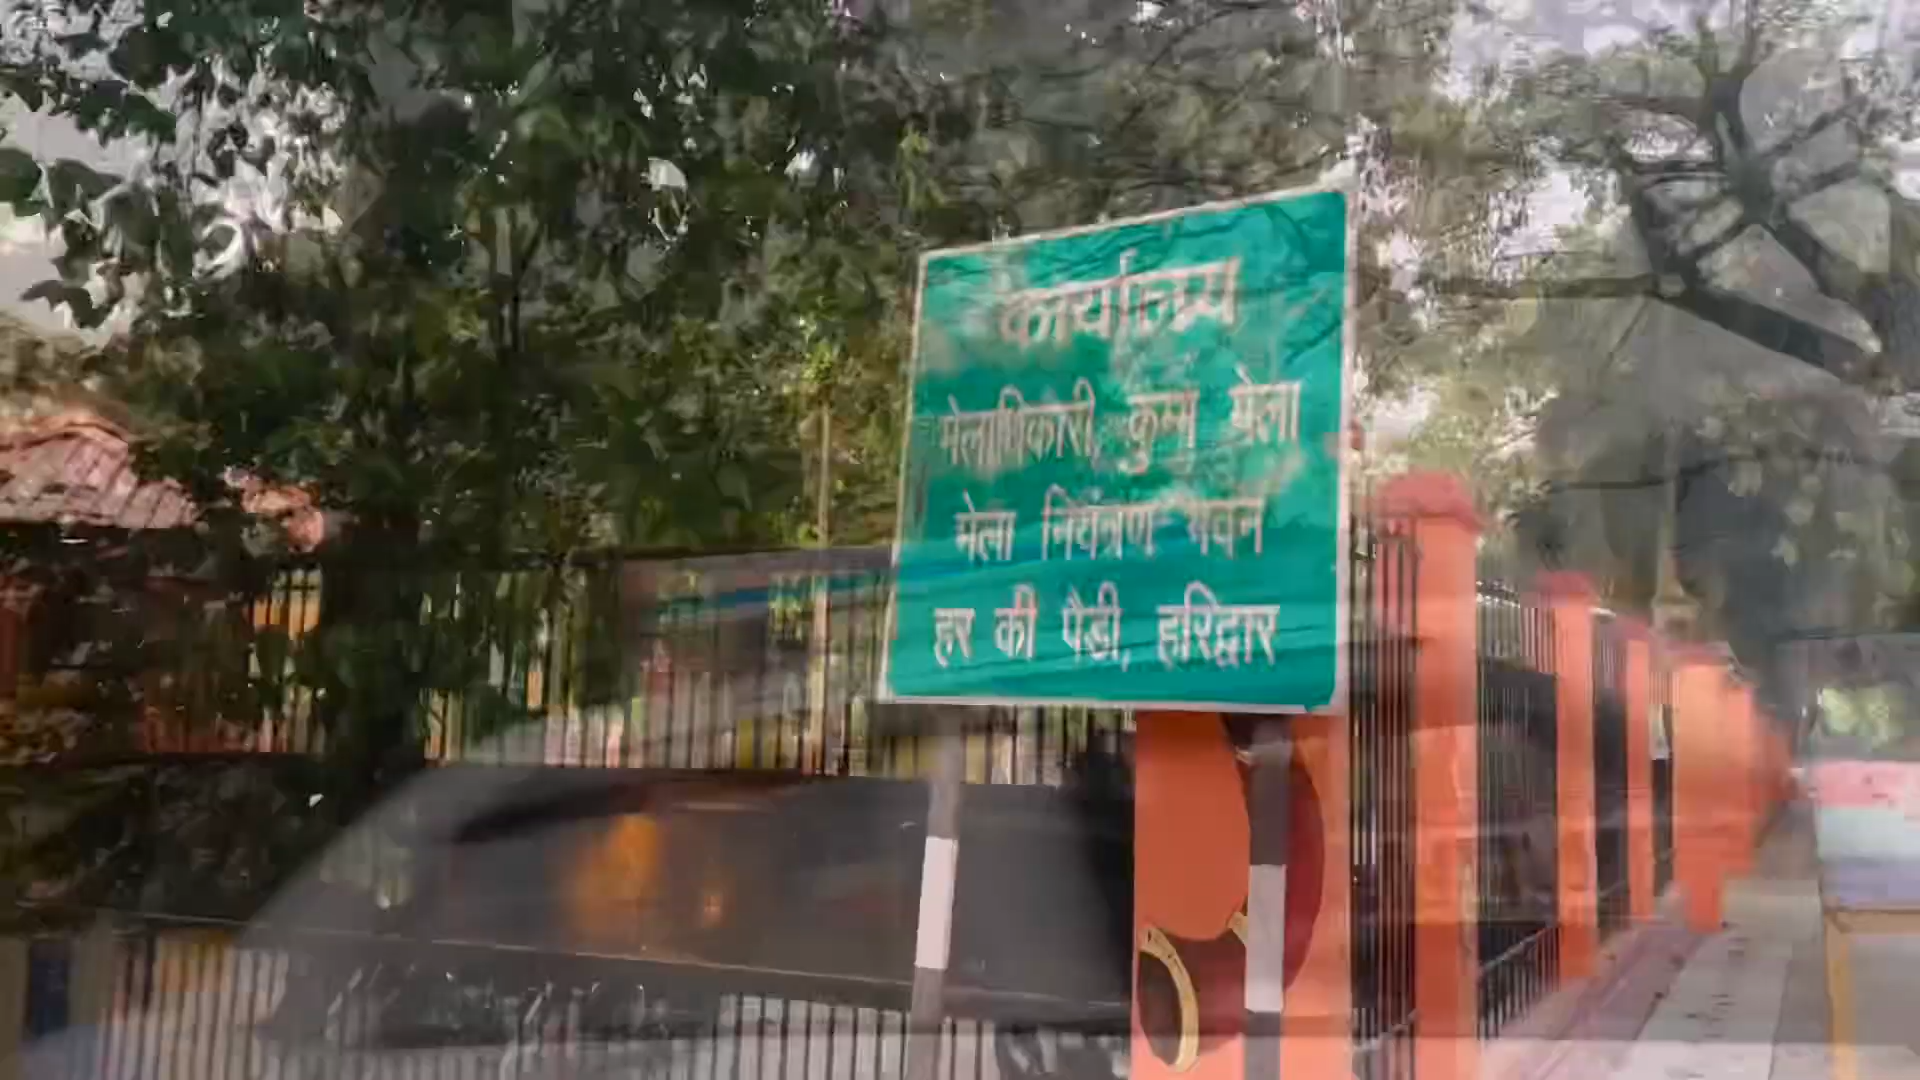 कार्यालय
मेलाधिकारी, कुम्भ मेला
मेला नियंत्रण भवन
हर की पैडी, हरिद्वार